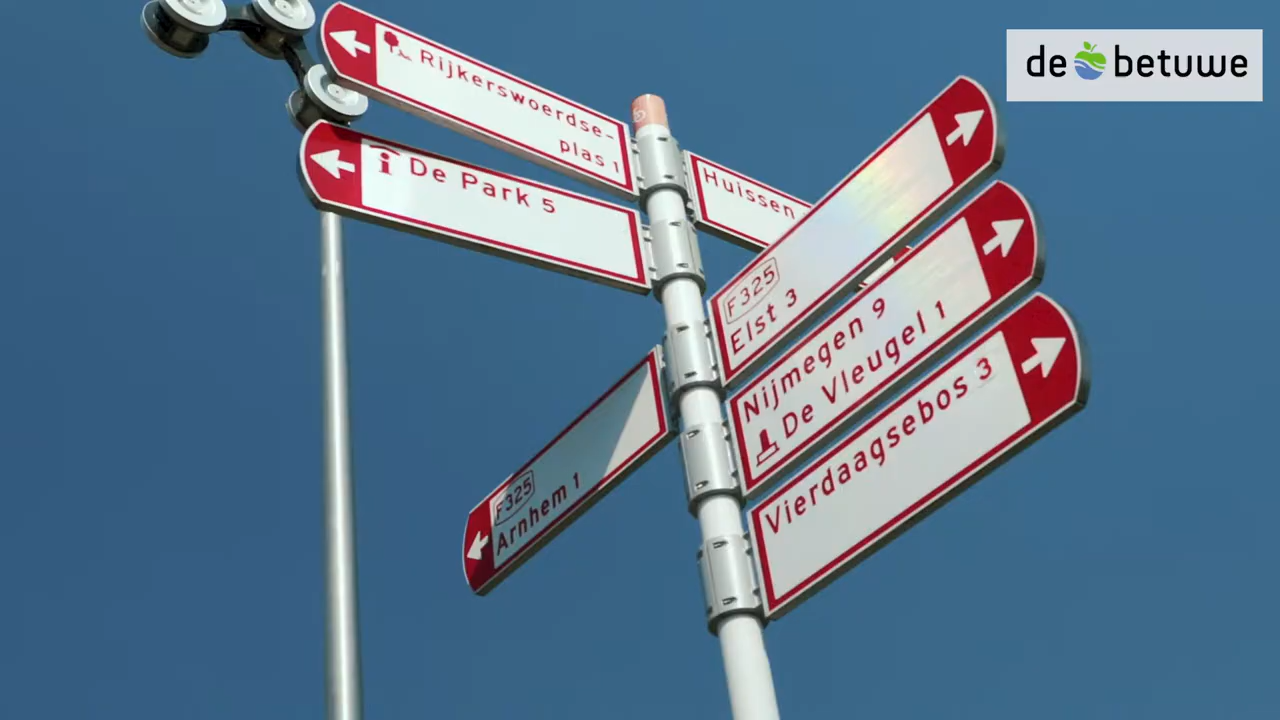 de betuwe
Rijkerswoerdse-
plas 1
De Park 5
Huissen
F325
Elst 3
Nijmegen 9
De Vleugel 1
Vierdaagsebos 3
F325
Arnhem 1